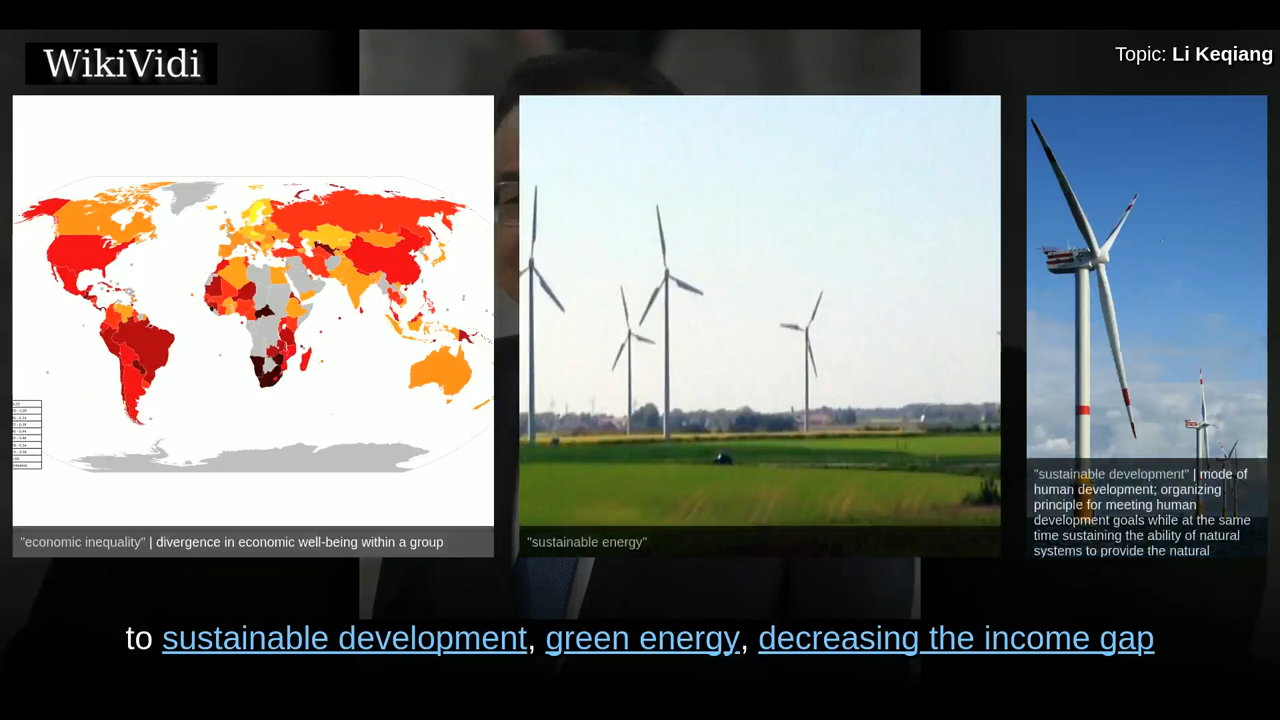 WikiVidi
Topic: Li Keqiang
"economic inequality" | divergence in economic well-being within a group
"sustainable energy"
"sustainable development" | mode of
human development; organizing
principle for meeting human
development goals while at the same
time sustaining the ability of natural
systems to provide the natural
to sustainable development, green energy, decreasing the income gap